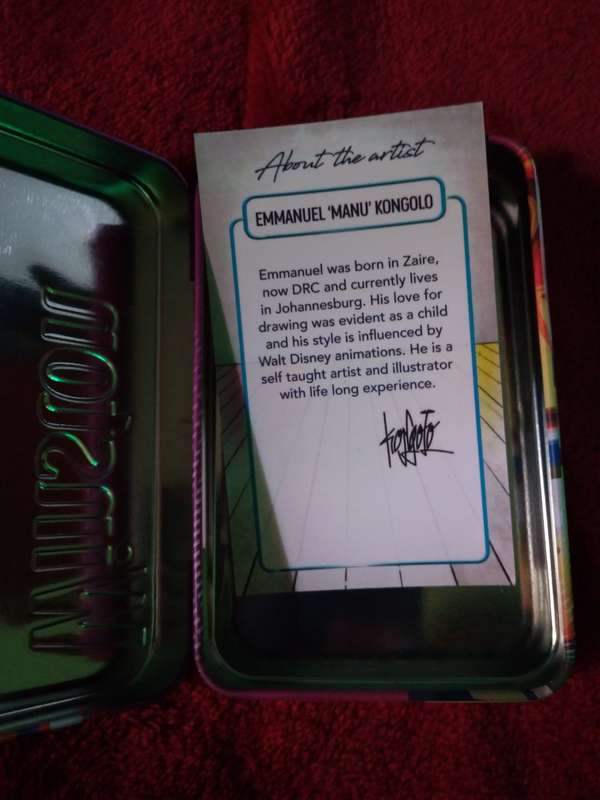 About the artist
EMMANUEL ‘MANU’ KONGOLO
Emmanuel was born in Zaire,
now DRC and currently lives
in Johannesburg. His love for
drawing was evident as a child
and his style is influenced by
Walt Disney animations. He is a
self taught artist and illustrator
with life long experience.
Kongolo